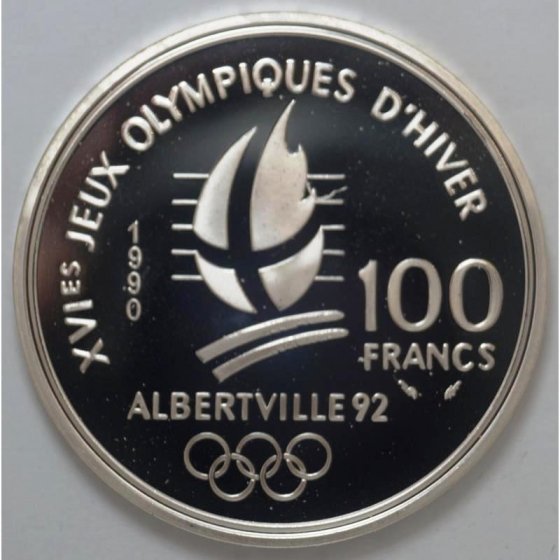 XVIES JEUX OLYMPIQUES D'HIVER
1990
100
FRANCS
ALBERTVILLE 92